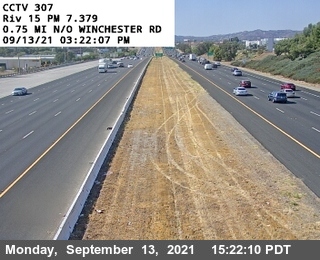 CCTV 307
Riv 15 PM 7.379
0.75 MI N/O WINCHESTER RD
09/13/21 03:22:07 PM
Monday, September 13, 2021 15:22:10 PDT